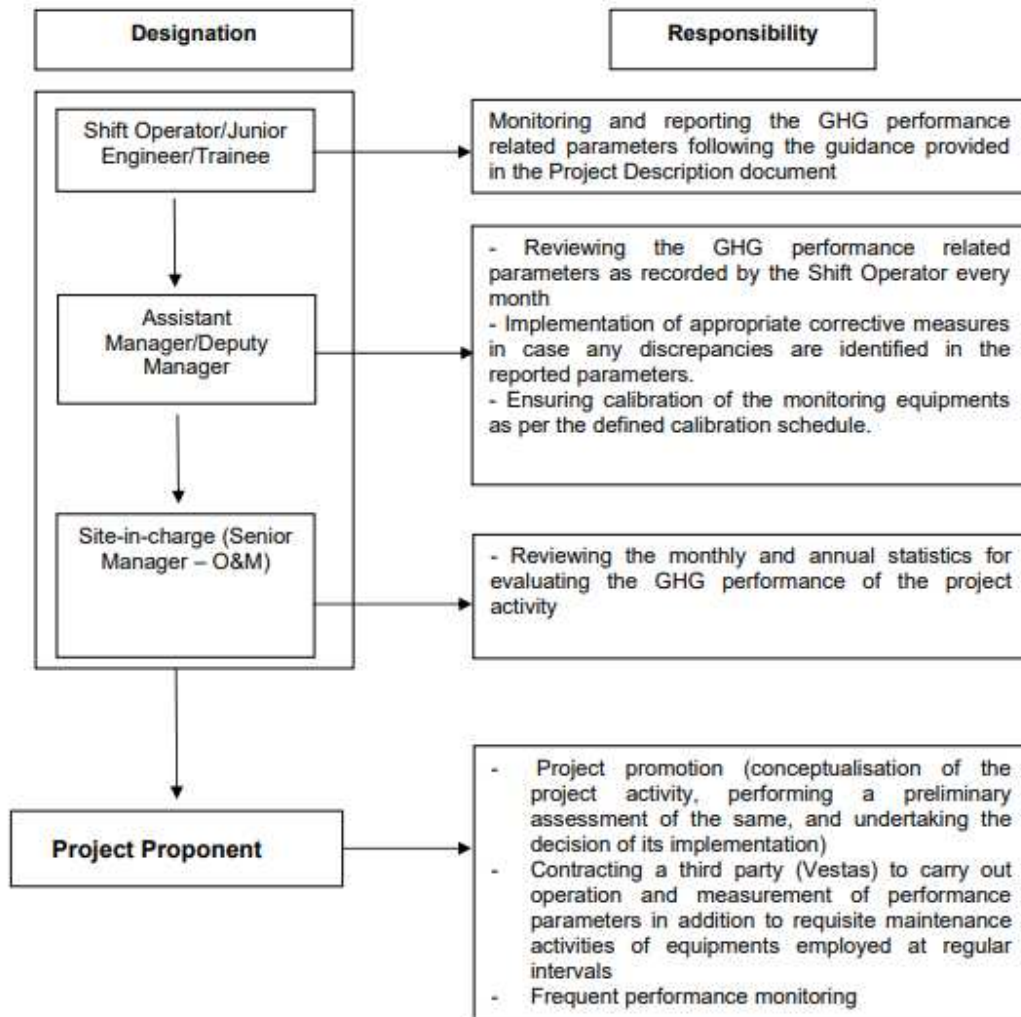 Designation
Responsibility
Shift Operator/Junior
Engineer/Trainee
Monitoring and reporting the GHG performance
related parameters following the guidance provided
in the Project Description document
Assistant
Manager/Deputy
Manager
- Reviewing the GHG performance related
parameters as recorded by the Shift Operator every
month
- Implementation of appropriate corrective measures
in case any discrepancies are identified in the
reported parameters.
- Ensuring calibration of the monitoring equipments
as per the defined calibration schedule.
Site-in-charge (Senior
Manager – O&M)
- Reviewing the monthly and annual statistics for
evaluating the GHG performance of the project
activity
Project Proponent
- Project promotion (conceptualisation of the
project activity, performing a preliminary
assessment of the same, and undertaking the
decision of its implementation)
- Contracting a third party (Vestas) to carry out
operation and measurement of performance
parameters in addition to requisite maintenance
activities of equipments employed at regular
intervals
- Frequent performance monitoring